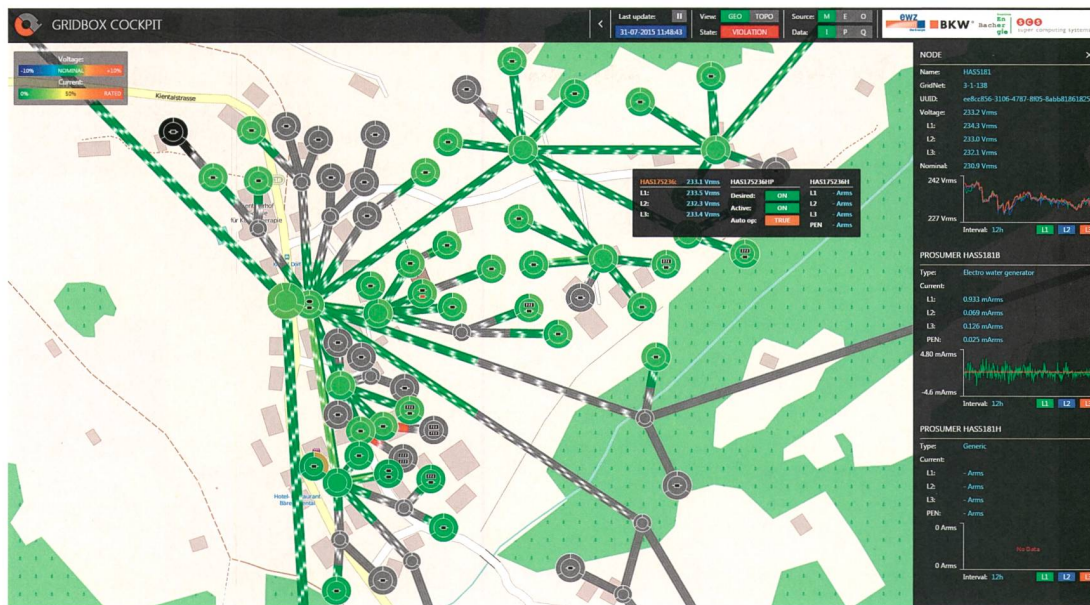 GRIDBOX COCKPIT
<
Last update:
31-07-2015 11:48:43
View: GEO TOPO
State: VIOLATION
Source: M E O
Data: I P Q
ewz
BKW
En
Bacher
gie
SCS
super computing systems
Voltage:
-10% NOMINAL +10%
Current:
0% 80% RATED
Kientalstrasse
HAS175236: 233.1 Vrms
L1: 233.5 Vrms
L2: 232.3 Vrms
L3: 233.4 Vrms
HAS175236HP
Desired: ON
Active: ON
Auto op: TRUE
HAS175236H
L1 - Arms
L2 - Arms
L3 - Arms
PEN - Arms
NODE
Name: HAS5181
GridNet: 3-1-138
Voltage: 233.2 Vrms
L1: 234.3 Vrms
L2: 233.0 Vrms
L3: 232.1 Vrms
Nominal: 230.9 Vrms
242 Vrms
227 Vrms
Interval: 12h L1 L2
PROSUMER HAS5181B
Type: Electro water generator
Current:
L1: 0.933 mArms
L2: 0.069 mArms
L3: 0.126 mArms
PEN: 0.025 mArms
4.80 mArms
-4.6 mArms
Interval: 12h L1 L2
PROSUMER HAS5181H
Type: Generic
Current:
L1: - Arms
L2: - Arms
L3: - Arms
PEN: - Arms
0 Arms
No Data
0 Arms
Interval: 12h L1 L2